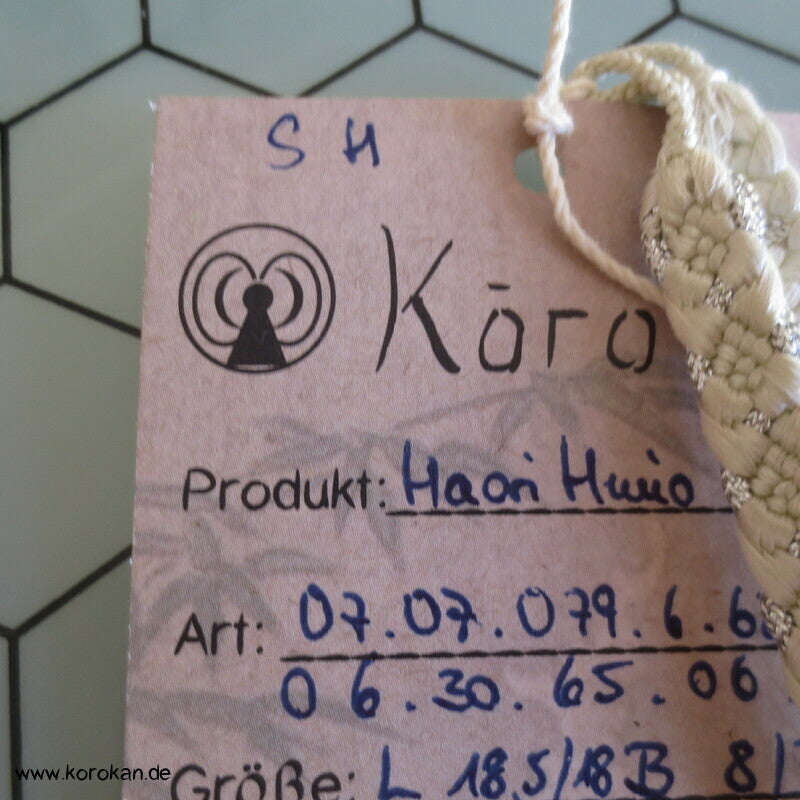 S H
Kōro
Produkt: Haori Himo
Art: 07.07.079.6.6
06.30.65.06
Größe: L 18,5/18 B 8/
www.korokan.de